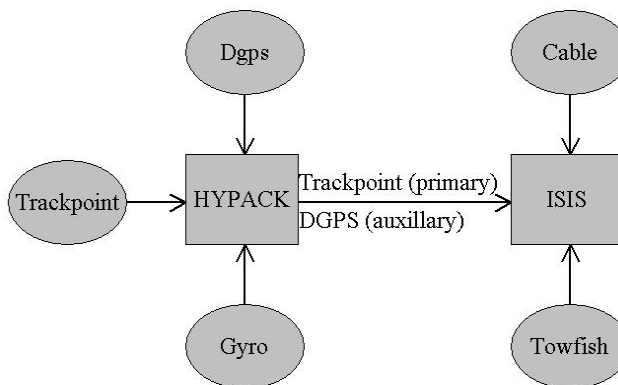 Dgps
Cable
Trackpoint
HYPACK
Trackpoint (primary)
DGPS (auxillary)
ISIS
Gyro
Towfish